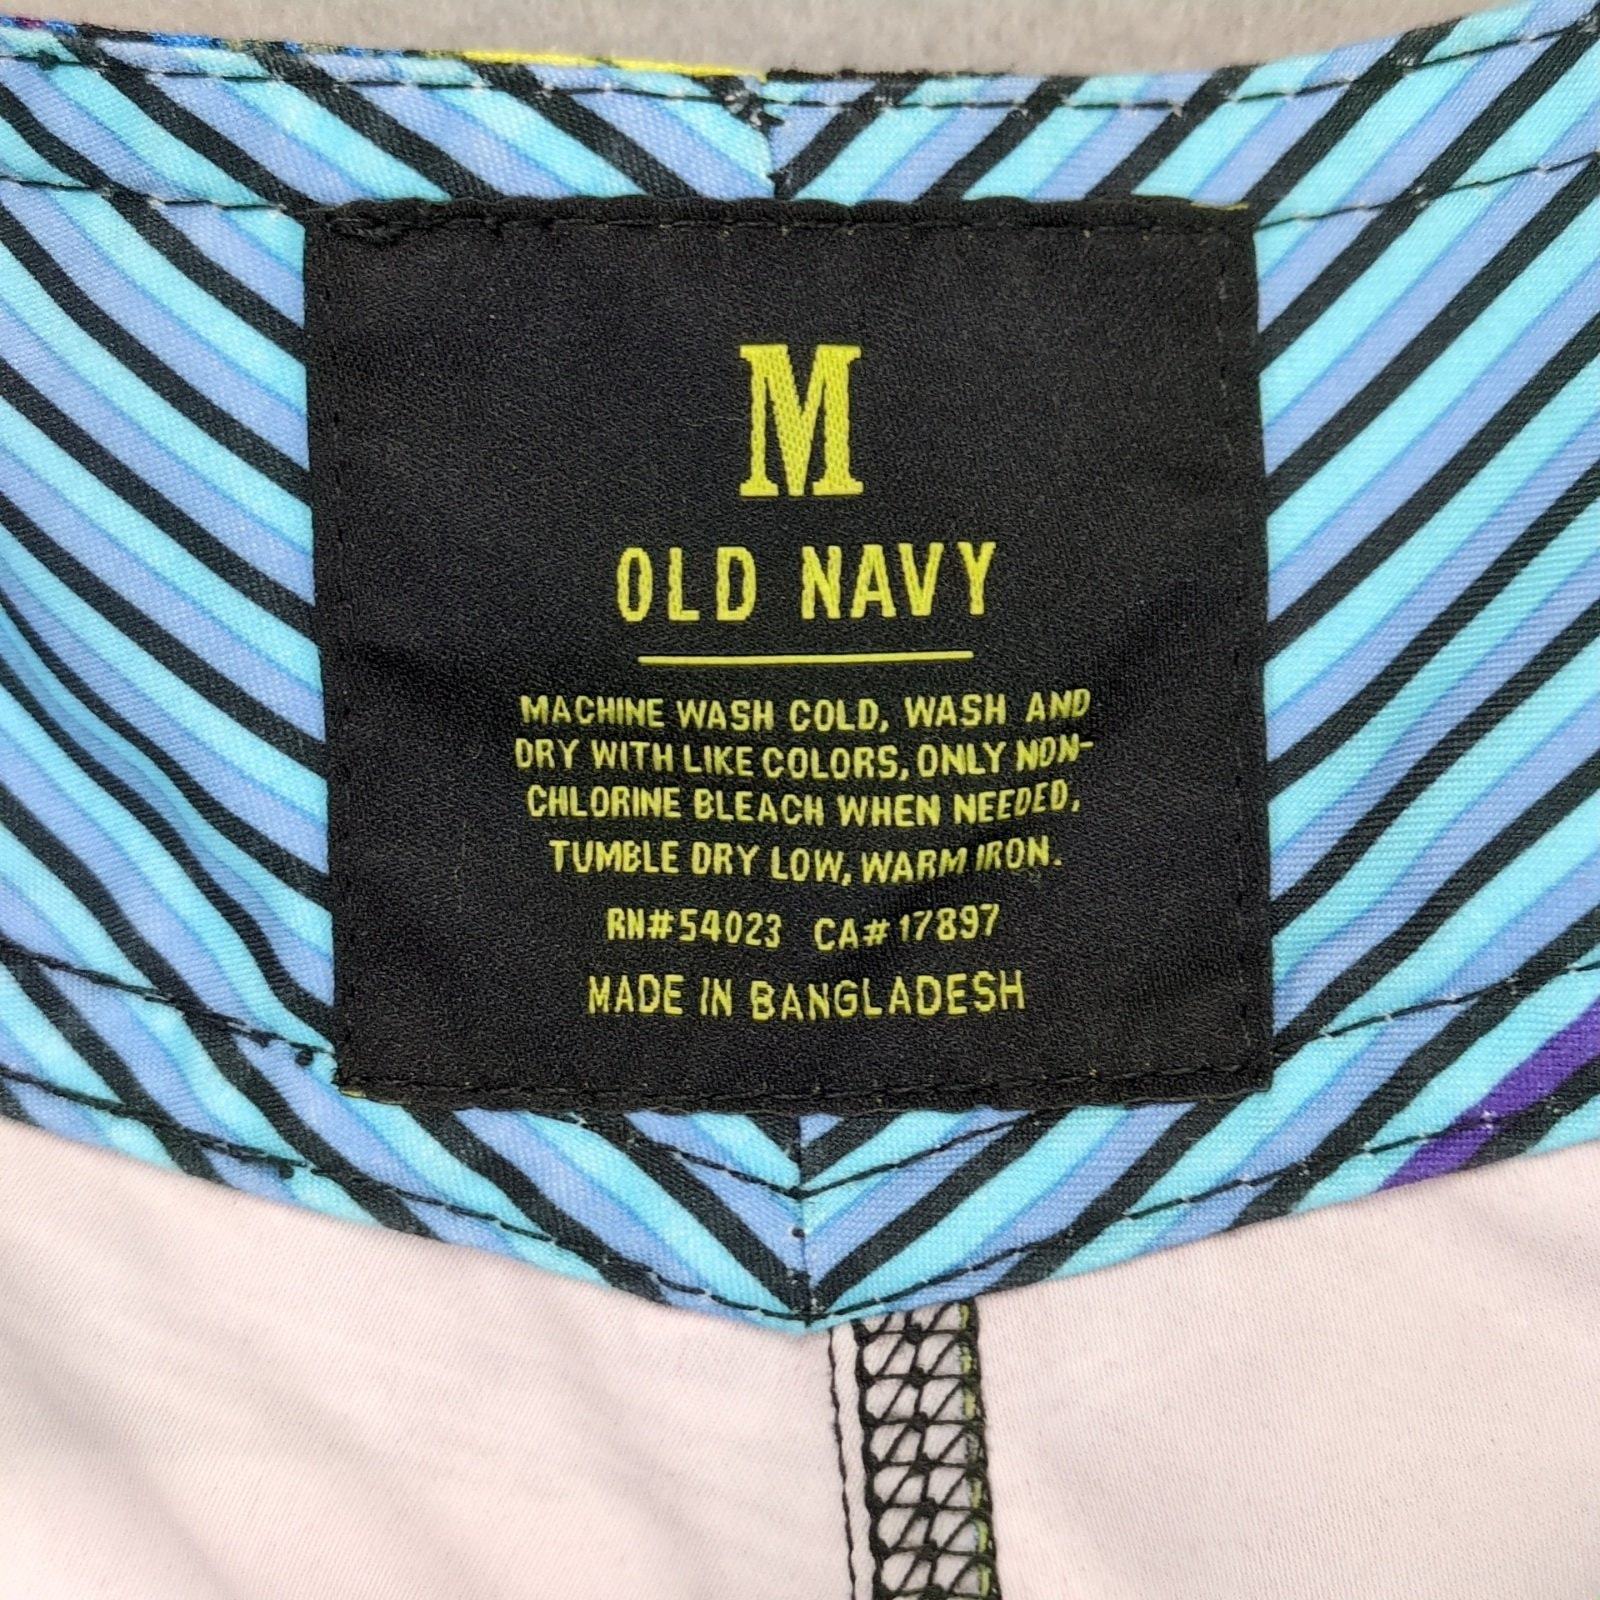 M
OLD NAVY
MACHINE WASH COLD, WASH AND
DRY WITH LIKE COLORS, ONLY NON-
CHLORINE BLEACH WHEN NEEDED,
TUMBLE DRY LOW, WARM IRON.
RN#54023 CA#17897
MADE IN BANGLADESH